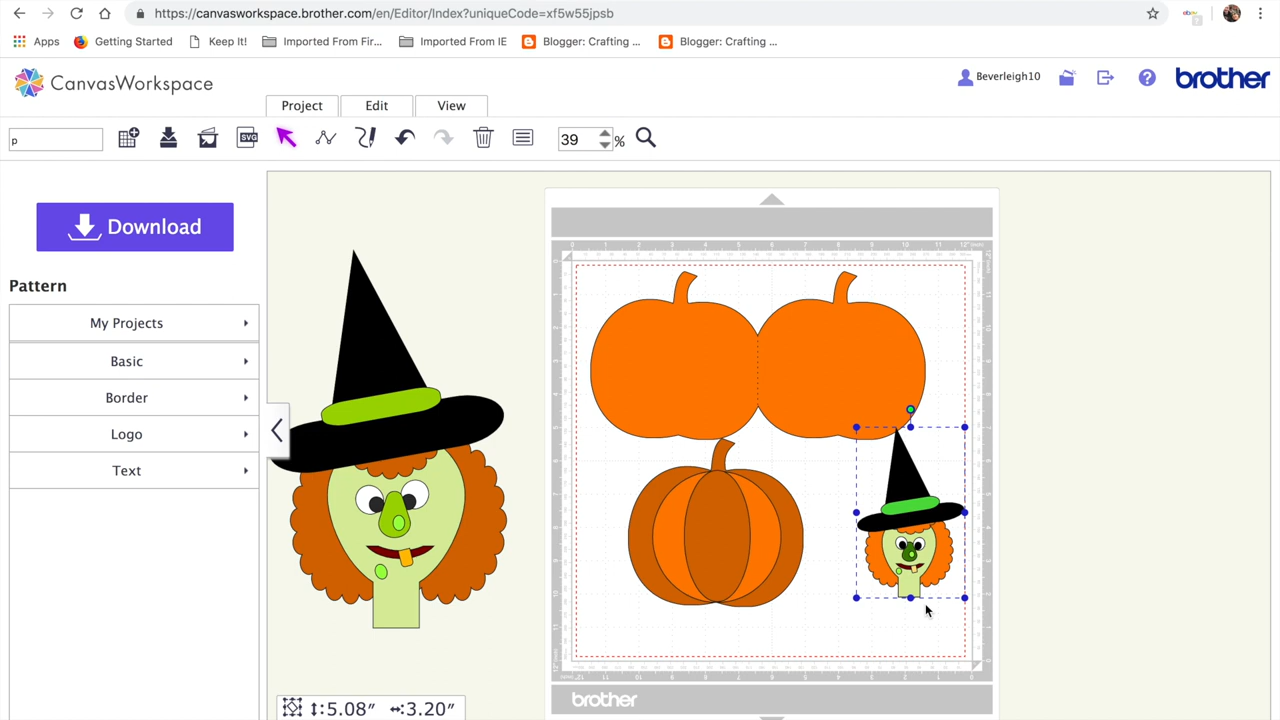 https://canvasworkspace.brother.com/en/Editor/Index?uniqueCode=xf5w55jpsb
Apps Getting Started Keep It! Imported From Fir... Imported From IE Blogger: Crafting ... Blogger: Crafting ...
CanvasWorkspace
Beverleigh10
brother
Project Edit View
p
SVG
39 %
Download
Pattern
My Projects
Basic
Border
Logo
Text
5.08″ 3.20″
brother